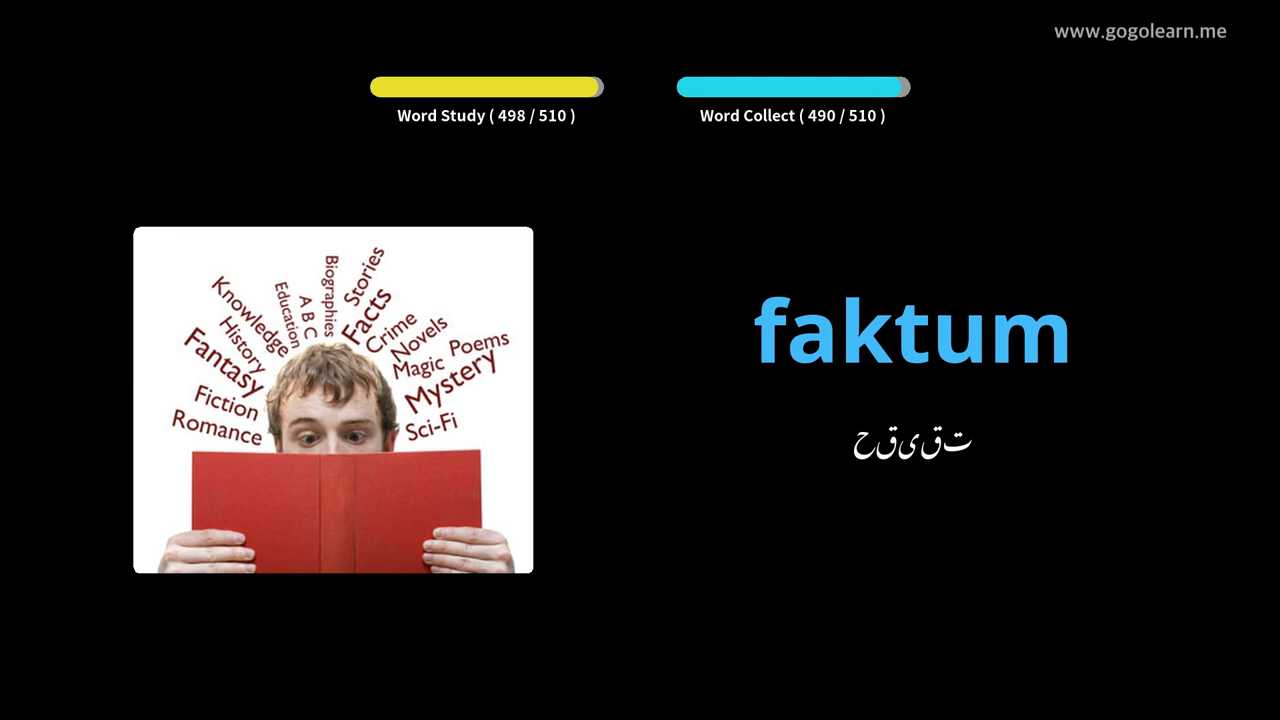 www.gogolearn.me
Word Study ( 498 / 510 )
Word Collect ( 490 / 510 )
Knowledge
History
Fantasy
Fiction
Romance
Education
A B C
Biographies
Stories
Facts
Crime
Novels
Magic
Poems
Mystery
Sci-Fi
faktum
حقیقت